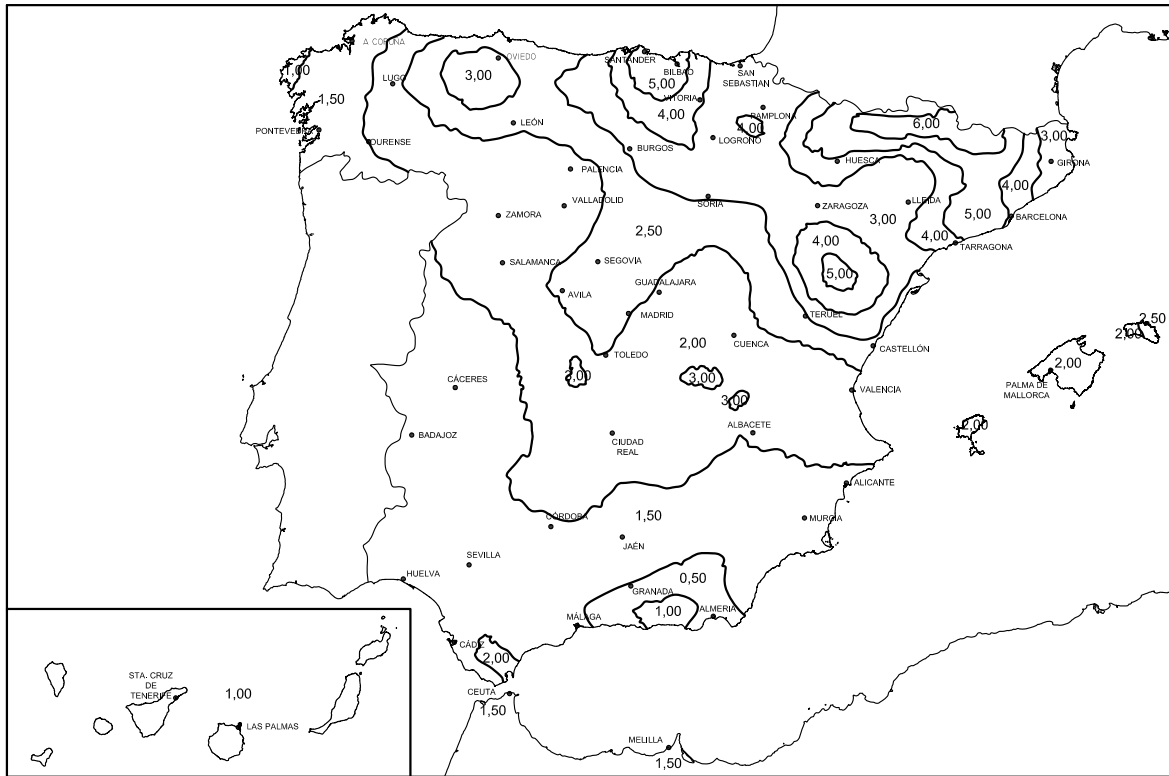 A CORUÑA
OVIEDO
SANTANDER
BILBAO
SAN
SEBASTIAN
1,00
LUGO
3,00
5,00
1,50
VITORIA
4,00
PAMPLONA
4,00
6,00
3,00
PONTEVEDRA
LEÓN
LOGROÑO
OURENSE
BURGOS
HUESCA
GIRONA
PALENCIA
4,00
VALLADOLID
SORIA
ZARAGOZA
LLEIDA
ZAMORA
3,00
5,00
BARCELONA
2,50
4,00
4,00
TARRAGONA
SALAMANCA
SEGOVIA
5,00
AVILA
GUADALAJARA
MADRID
TERUEL
2,50
2,00
2,00
CUENCA
CASTELLÓN
TOLEDO
2,00
3,00
3,00
CÁCERES
PALMA DE
MALLORCA
VALENCIA
3,00
2,00
BADAJOZ
CIUDAD
REAL
ALBACETE
ALICANTE
1,50
CÓRDOBA
MURCIA
JAÉN
SEVILLA
HUELVA
0,50
GRANADA
1,00
ALMERIA
MÁLAGA
CÁDIZ
2,00
STA. CRUZ
DE
TENERIFE
1,00
CEUTA
1,50
LAS PALMAS
MELILLA
1,50